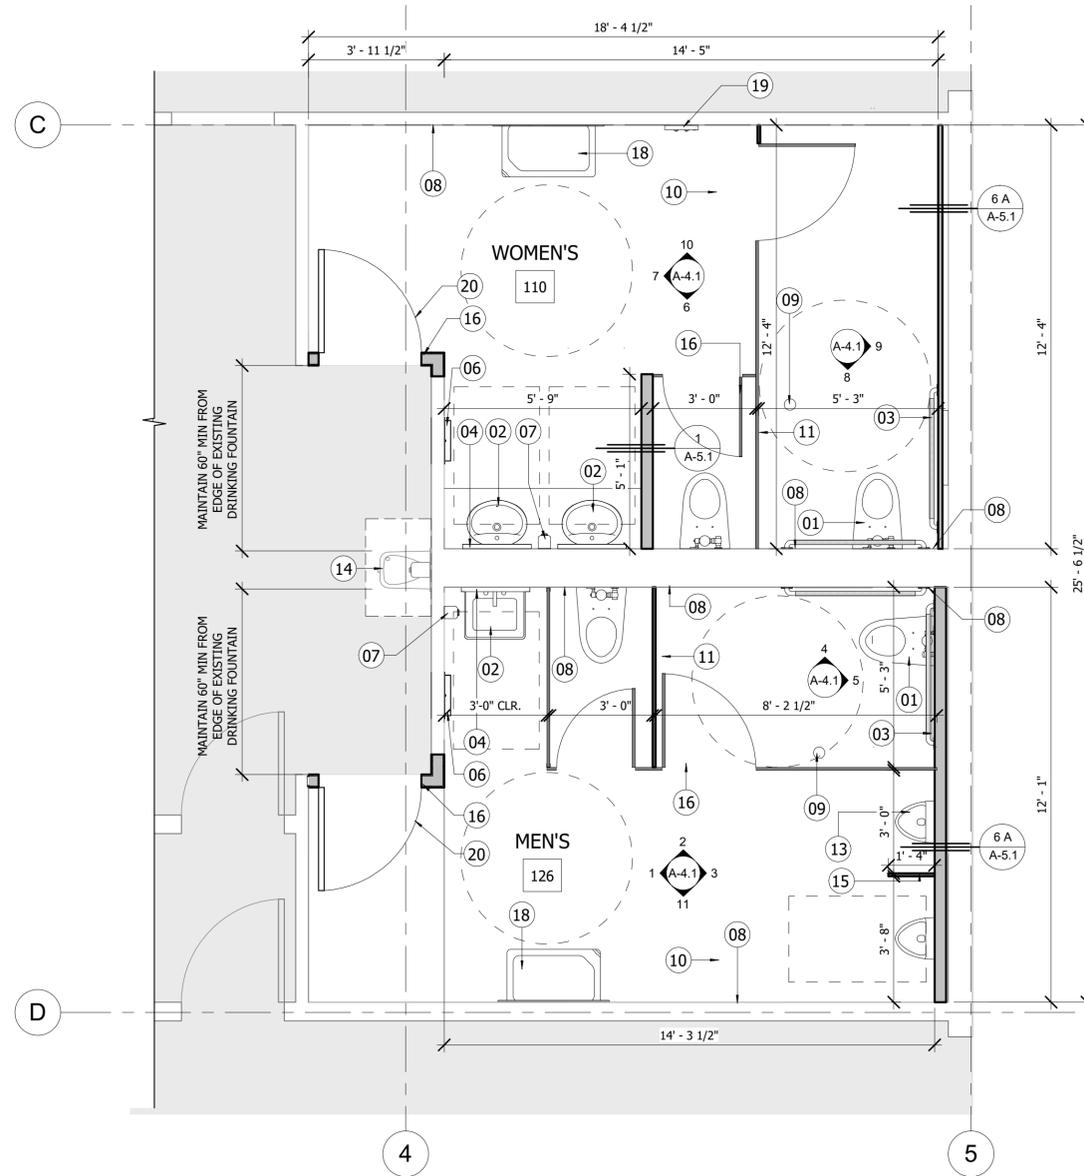 18' - 4 1/2"
3' - 11 1/2"
14' - 5"
19
C
18
08
10
6 A
A-5.1
WOMEN'S
110
10
7
A-4.1
6
20
09
16
16
12' - 4"
A-4.1
9
8
12' - 4"
06
MAINTAIN 60" MIN FROM
EDGE OF EXISTING
DRINKING FOUNTAIN
5' - 9"
3' - 0"
5' - 3"
03
04
02
07
11
1
A-5.1
02
5' - 1"
08
01
08
14
25' - 6 1/2"
MAINTAIN 60" MIN FROM
EDGE OF EXISTING
DRINKING FOUNTAIN
08
08
07
02
08
11
4
A-4.1
5
5' - 3"
01
3'-0" CLR.
3' - 0"
8' - 2 1/2"
03
04
06
16
09
16
13
3' - 0"
12' - 1"
MEN'S
126
20
2
1
A-4.1
3
11
6 A
A-5.1
1' - 4"
15
18
08
10
3' - 8"
D
14' - 3 1/2"
4
5